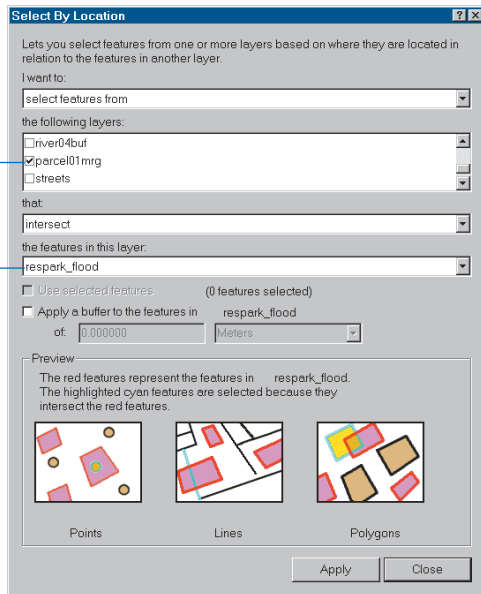 Select By Location
Lets you select features from one or more layers based on where they are located in
relation to the features in another layer.
I want to:
select features from
the following layers:
river04buf
parcel01mrg
streets
that:
intersect
the features in this layer:
respark_flood
Use selected features (0 features selected)
Apply a buffer to the features in respark_flood
of: 0.000000 Meters
Preview
The red features represent the features in respark_flood.
The highlighted cyan features are selected because they
intersect the red features.
Points Lines Polygons
Apply Close